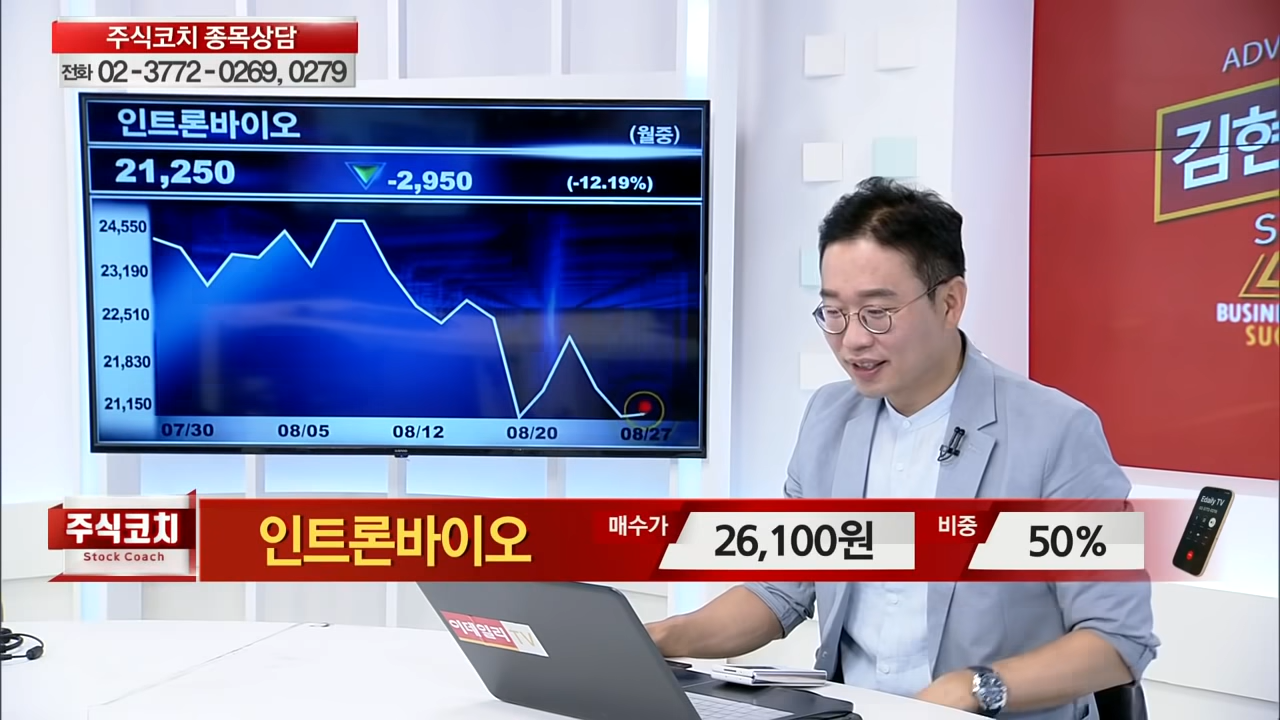 주식코치 종목상담
전화 02-3772-0269, 0279
인트론바이오
(월중)
21,250 ▼ -2,950 (-12.19%)
24,550
23,190
22,510
21,830
21,150
07/30 08/05 08/12 08/20 08/27
ADV
김현
S
BUSIN
SU
주식코치
Stock Coach
인트론바이오
매수가 26,100원
비중 50%
Edaily TV
이데일리TV